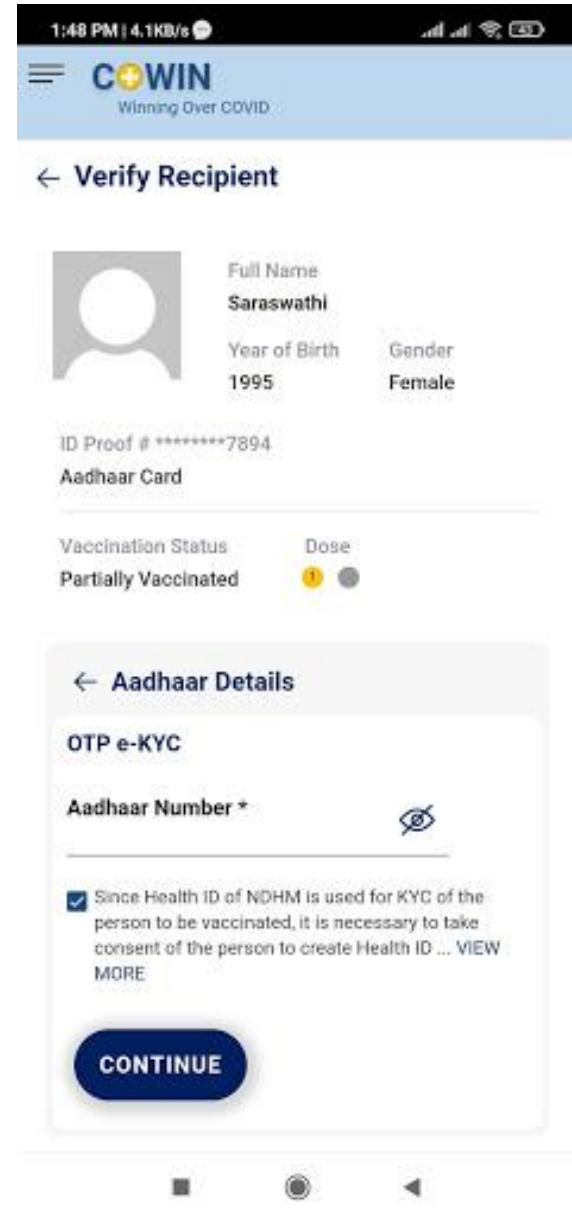 1:48 PM | 4.1KB/s
43
COWIN
Winning Over COVID
← Verify Recipient
Full Name
Saraswathi
Year of Birth Gender
1995 Female
ID Proof # ********7894
Aadhaar Card
Vaccination Status Dose
Partially Vaccinated 1
← Aadhaar Details
OTP e-KYC
Aadhaar Number *
Since Health ID of NDHM is used for KYC of the
person to be vaccinated, it is necessary to take
consent of the person to create Health ID ... VIEW
MORE
CONTINUE